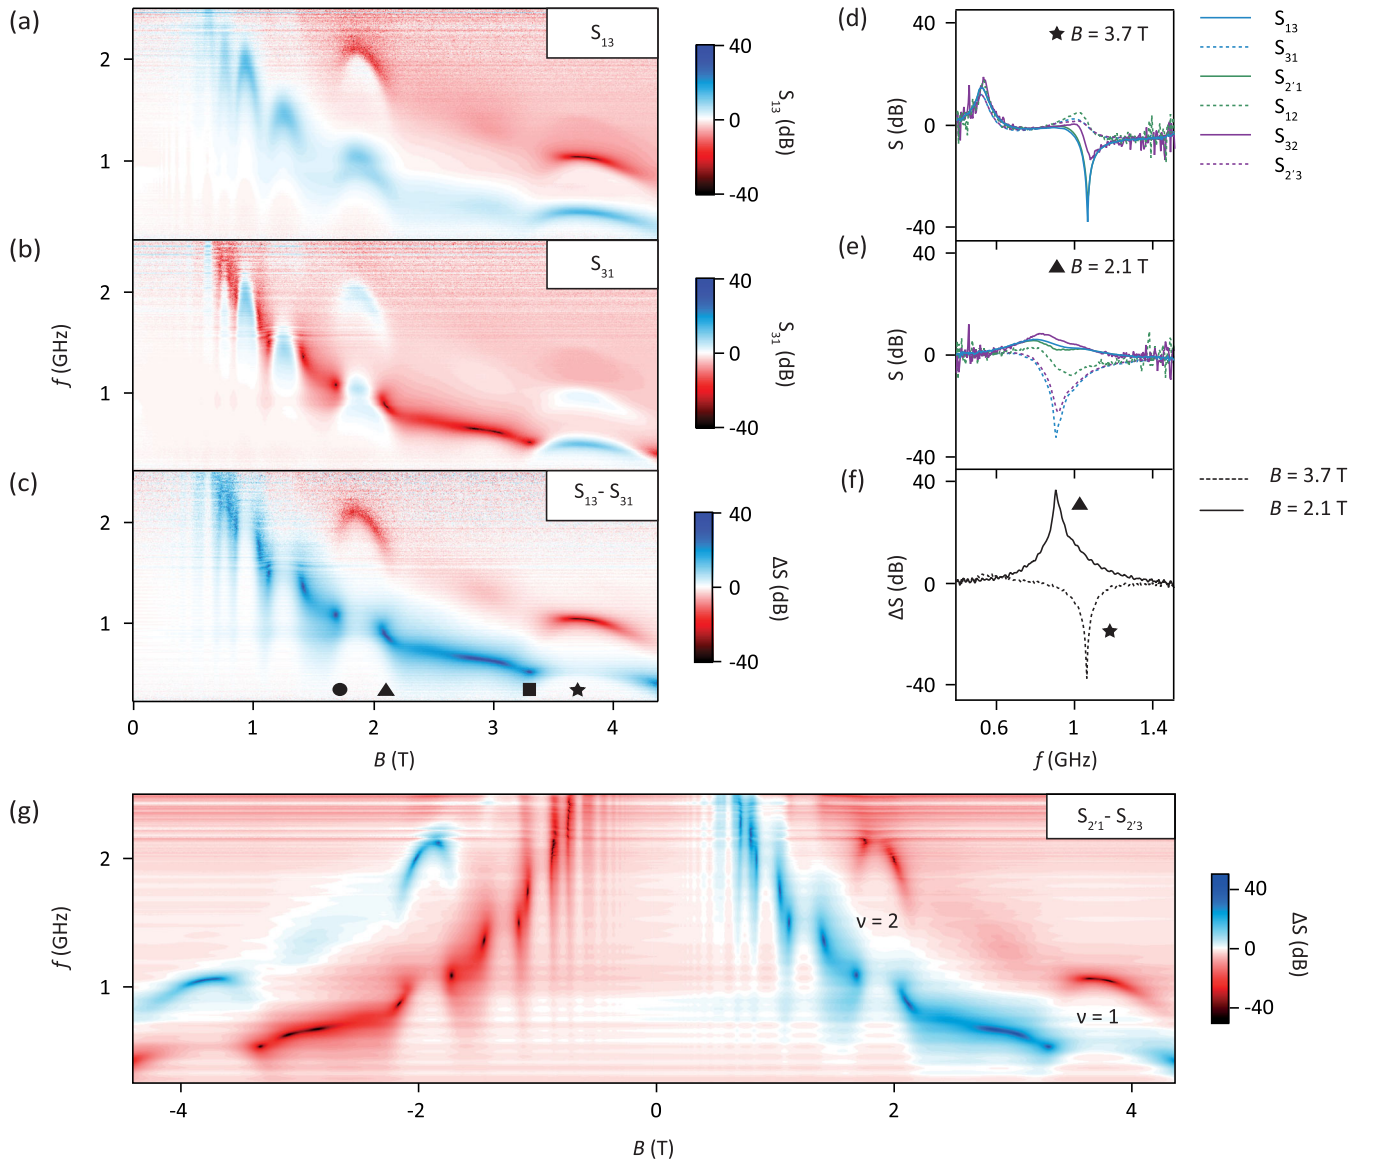 (a)
S13
2
1
40
0
-40
S13 (dB)
(b)
S31
2
1
f (GHz)
40
0
-40
S31 (dB)
(c)
S13- S31
2
1
40
0
-40
ΔS (dB)
0
1
2
3
4
B (T)
(d)
★ B = 3.7 T
40
0
-40
S (dB)
S13
S31
S2'1
S12
S32
S2'3
(e)
▲ B = 2.1 T
40
0
-40
S (dB)
(f)
40
0
-40
ΔS (dB)
0.6
1
1.4
f (GHz)
B = 3.7 T
B = 2.1 T
(g)
S2'1- S2'3
2
1
f (GHz)
ν = 2
ν = 1
40
0
-40
ΔS (dB)
-4
-2
0
2
4
B (T)